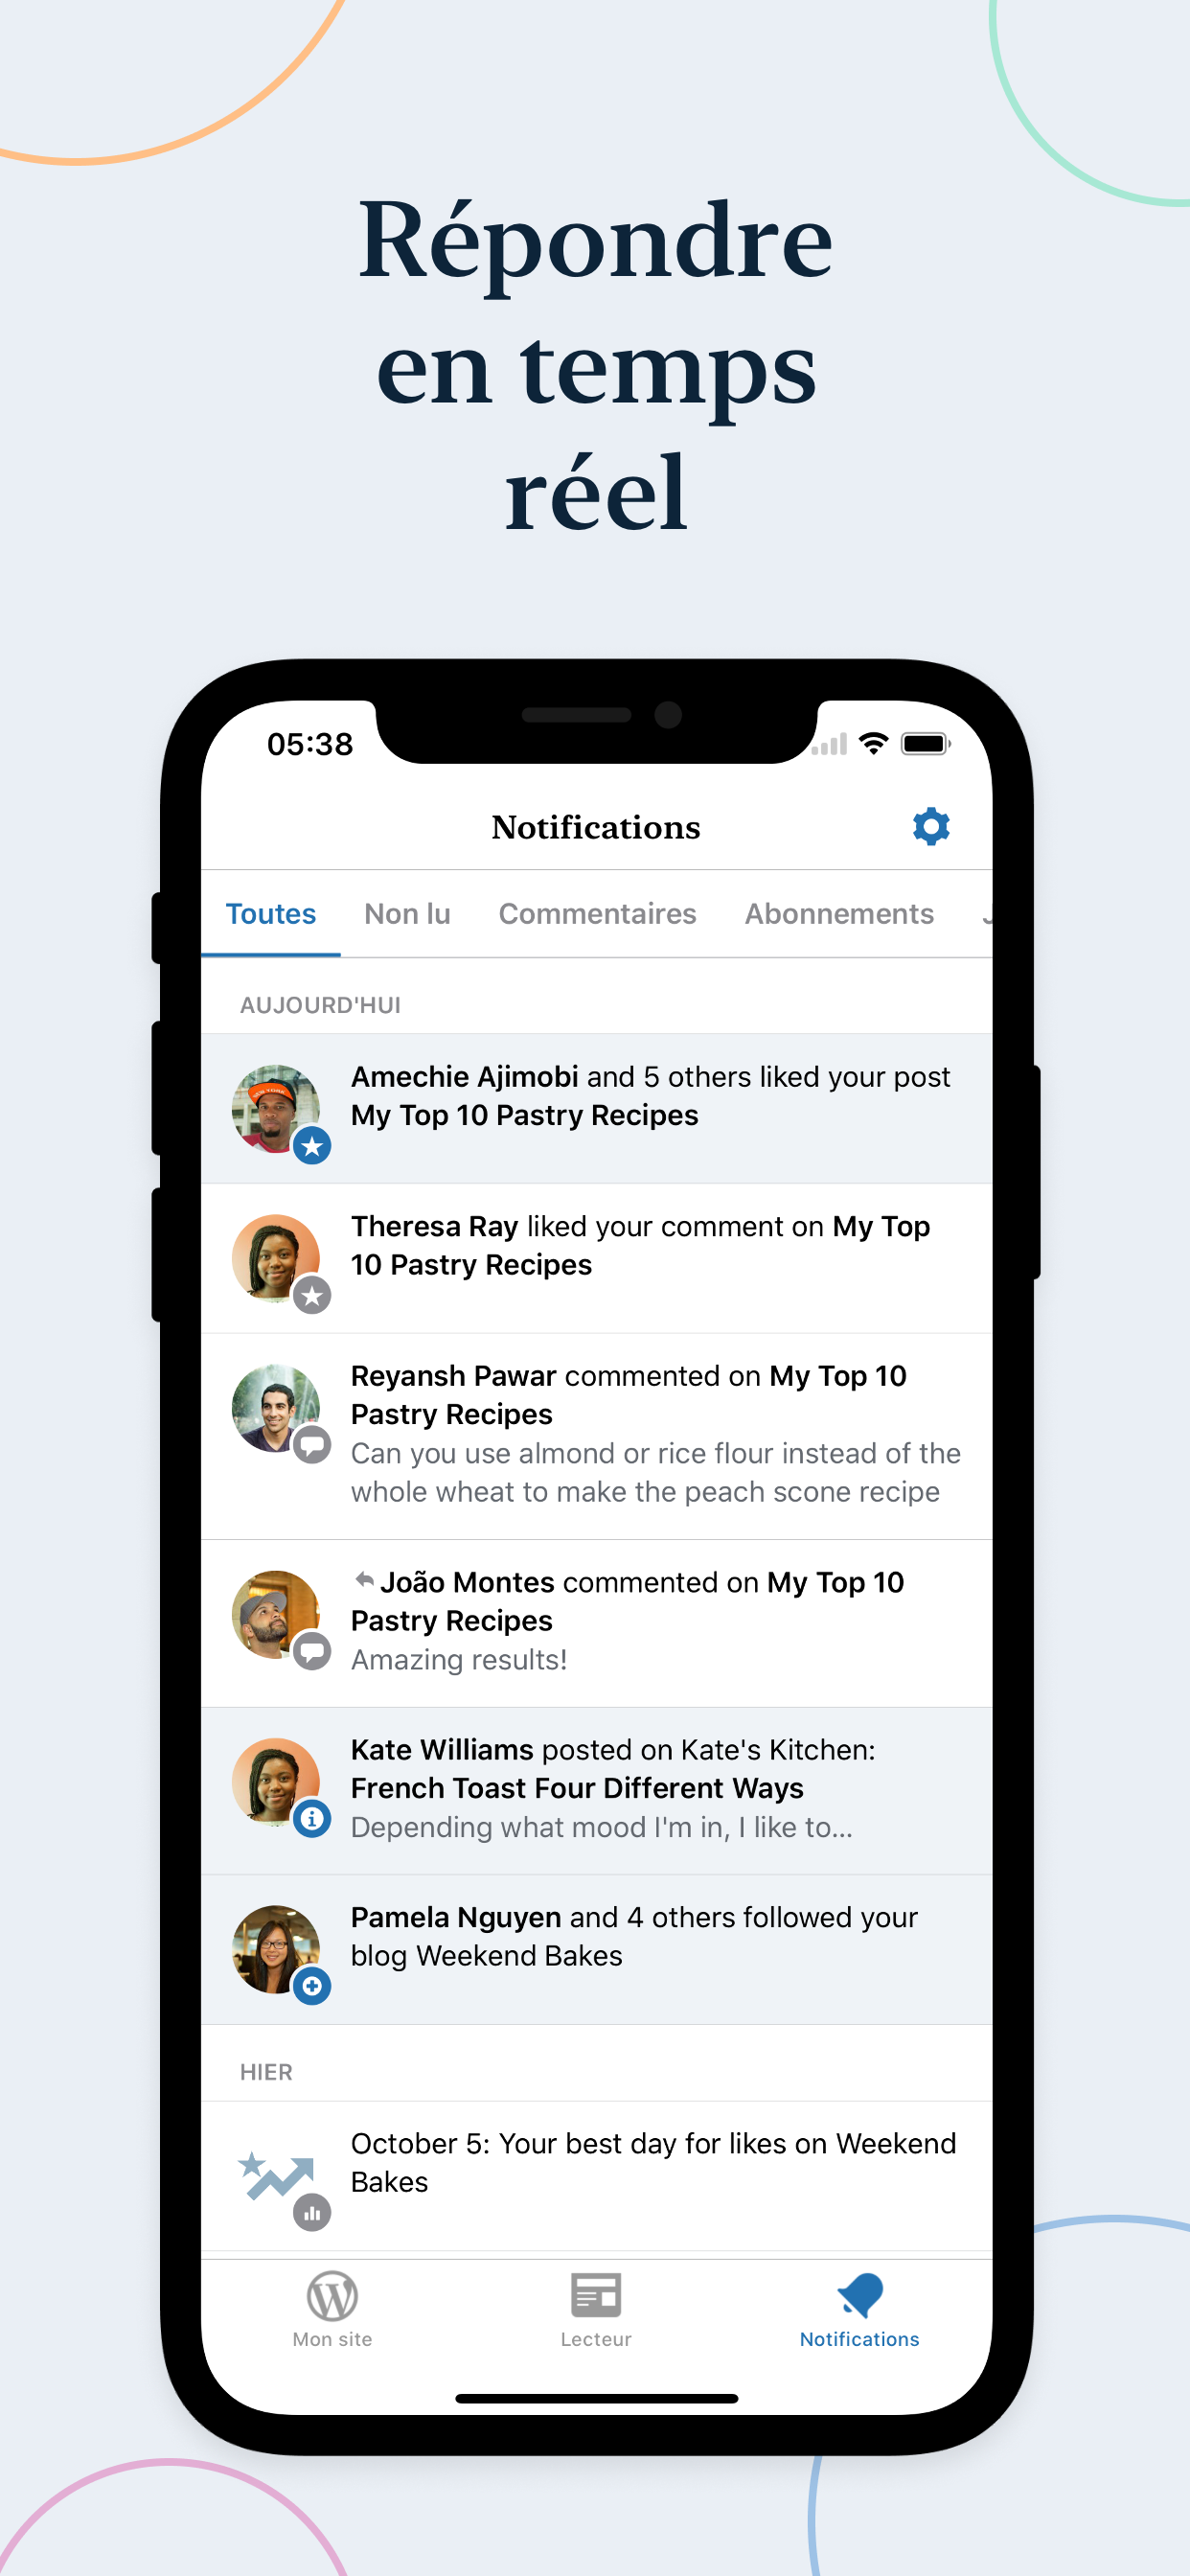 Répondre
en temps
réel
05:38
Notifications
Toutes Non lu Commentaires Abonnements
AUJOURD'HUI
Amechie Ajimobi and 5 others liked your post
My Top 10 Pastry Recipes
Theresa Ray liked your comment on My Top
10 Pastry Recipes
Reyansh Pawar commented on My Top 10
Pastry Recipes
Can you use almond or rice flour instead of the
whole wheat to make the peach scone recipe
João Montes commented on My Top 10
Pastry Recipes
Amazing results!
Kate Williams posted on Kate's Kitchen:
French Toast Four Different Ways
Depending what mood I'm in, I like to...
Pamela Nguyen and 4 others followed your
blog Weekend Bakes
HIER
October 5: Your best day for likes on Weekend
Bakes
Mon site Lecteur Notifications